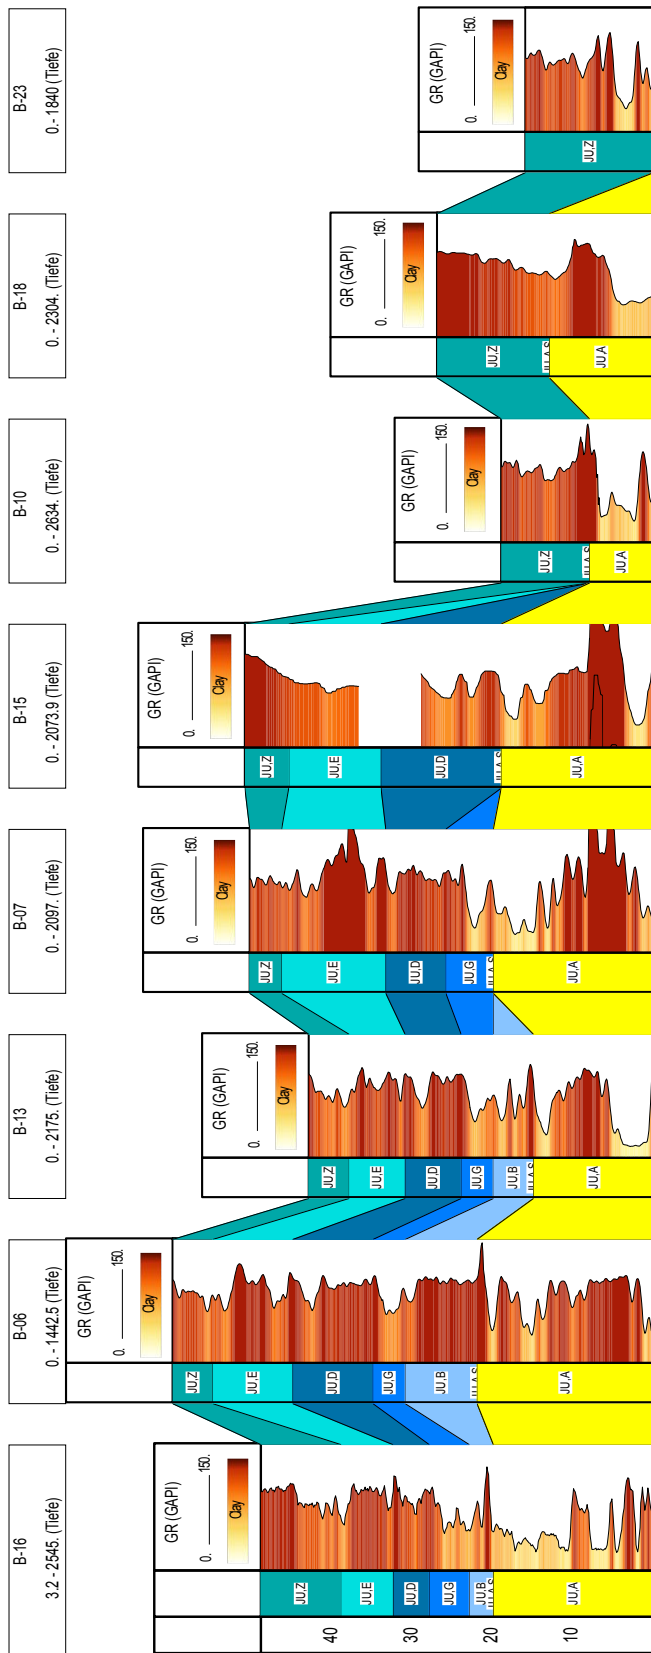 B-16
3.2 - 2545. (Tiefe)
GR (GAPI)
0. 150.
Clay
40
30
20
10
JU,Z
JU,E
JU,D
JU,G
JU,B
JU,A
B-06
0. - 1442.5 (Tiefe)
GR (GAPI)
0. 150.
Clay
JU,Z
JU,E
JU,D
JU,G
JU,B
JU,A
B-13
0. - 2175. (Tiefe)
GR (GAPI)
0. 150.
Clay
JU,Z
JU,E
JU,D
JU,G
JU,B
JU,A
B-07
0. - 2097. (Tiefe)
GR (GAPI)
0. 150.
Clay
JU,Z
JU,E
JU,D
JU,G
JU,A
B-15
0. - 2073.9 (Tiefe)
GR (GAPI)
0. 150.
Clay
JU,Z
JU,E
JU,D
JU,A
B-10
0. - 2634. (Tiefe)
GR (GAPI)
0. 150.
Clay
JU,Z
JU,A
B-18
0. - 2304. (Tiefe)
GR (GAPI)
0. 150.
Clay
JU,Z
JU,A
B-23
0. - 1840 (Tiefe)
GR (GAPI)
0. 150.
Clay
JU,Z